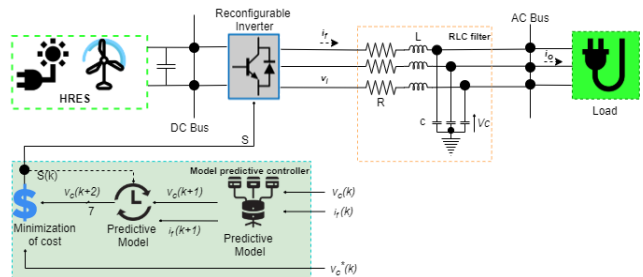 Reconfigurable
Inverter
AC Bus
i_f
L
RLC filter
i_o
HRES
v_i
R
DC Bus
c
Vc
Load
S
S(k)
Model predictive controller
v_c(k+2)
v_c(k+1)
v_c(k)
7
i_f(k+1)
i_f(k)
Minimization
of cost
Predictive
Model
Predictive
Model
v_c*(k)